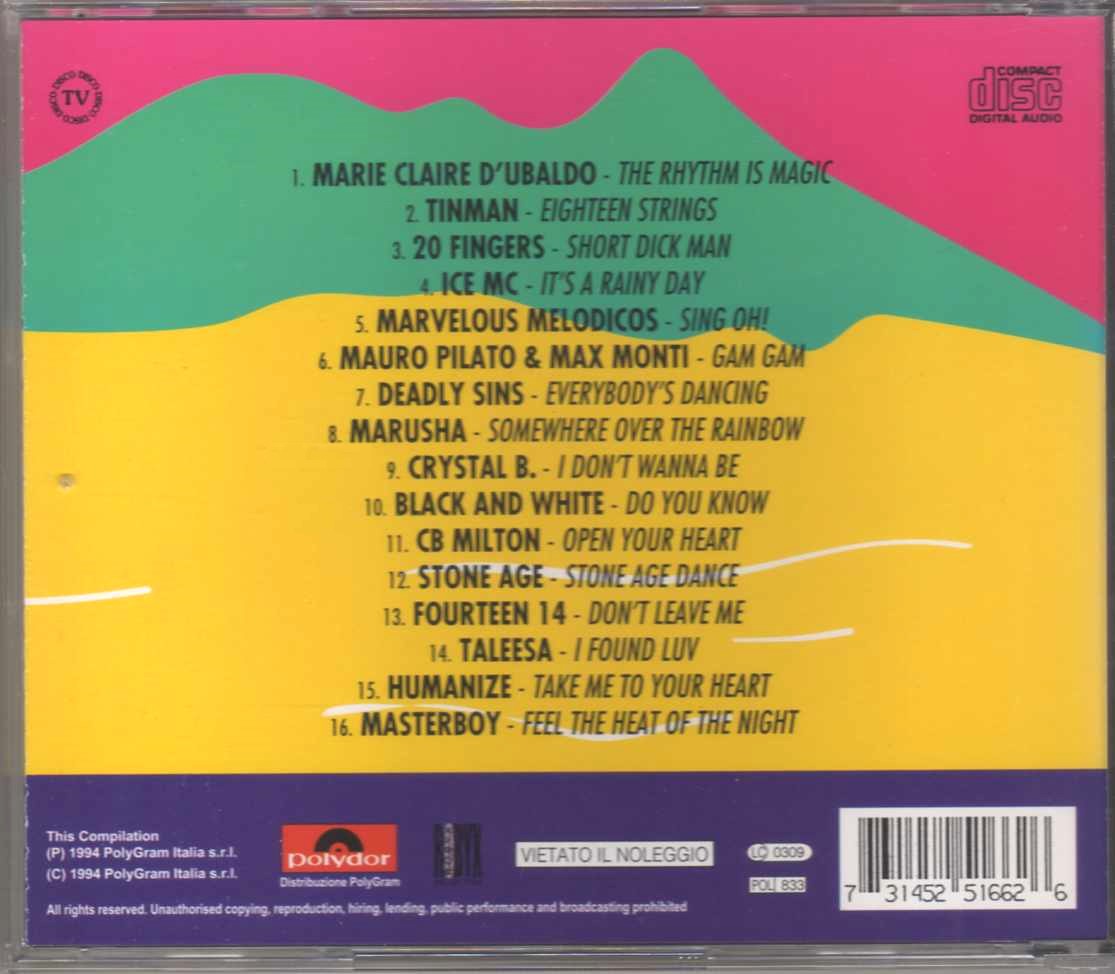 DISCO DISCO DISCO DISCO DISCO
TV
COMPACT
disc
DIGITAL AUDIO
1. MARIE CLAIRE D'UBALDO - THE RHYTHM IS MAGIC
2. TINMAN - EIGHTEEN STRINGS
3. 20 FINGERS - SHORT DICK MAN
4. ICE MC - IT'S A RAINY DAY
5. MARVELOUS MELODICOS - SING OH!
6. MAURO PILATO & MAX MONTI - GAM GAM
7. DEADLY SINS - EVERYBODY'S DANCING
8. MARUSHA - SOMEWHERE OVER THE RAINBOW
9. CRYSTAL B. - I DON'T WANNA BE
10. BLACK AND WHITE - DO YOU KNOW
11. CB MILTON - OPEN YOUR HEART
12. STONE AGE - STONE AGE DANCE
13. FOURTEEN 14 - DON'T LEAVE ME
14. TALEESA - I FOUND LUV
15. HUMANIZE - TAKE ME TO YOUR HEART
16. MASTERBOY - FEEL THE HEAT OF THE NIGHT
This Compilation
(P) 1994 PolyGram Italia s.r.l.
(C) 1994 PolyGram Italia s.r.l.
polydor
Distribuzione PolyGram
VIETATO IL NOLEGGIO
LC 0309
POL 833
7 31452 51662 6
All rights reserved. Unauthorised copying, reproduction, hiring, lending, public performance and broadcasting prohibited